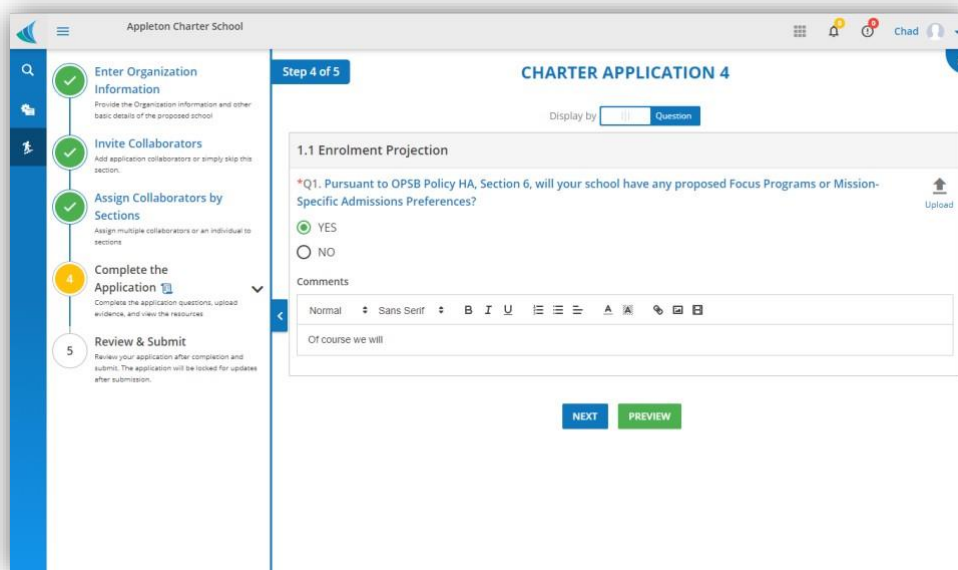 Appleton Charter School
0
0
Chad
Enter Organization
Information
Provide the Organization information and other
basic details of the proposed school
Invite Collaborators
Add application collaborators or simply skip this
section.
Assign Collaborators by
Sections
Assign multiple collaborators or an individual to
sections
4
Complete the
Application
Complete the application questions, upload
evidence, and view the resources
5
Review & Submit
Review your application after completion and
submit. The application will be locked for updates
after submission.
Step 4 of 5
CHARTER APPLICATION 4
Display by Question
1.1 Enrolment Projection
*Q1. Pursuant to OPSB Policy HA, Section 6, will your school have any proposed Focus Programs or Mission-
Specific Admissions Preferences?
Upload
YES
NO
Comments
Normal Sans Serif B I U A A
Of course we will
NEXT PREVIEW